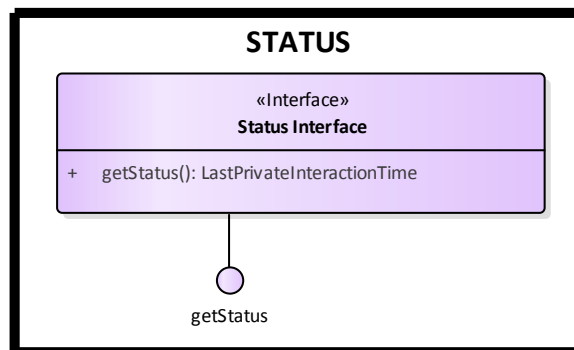 STATUS
«Interface»
Status Interface
+ getStatus(): LastPrivateInteractionTime
getStatus